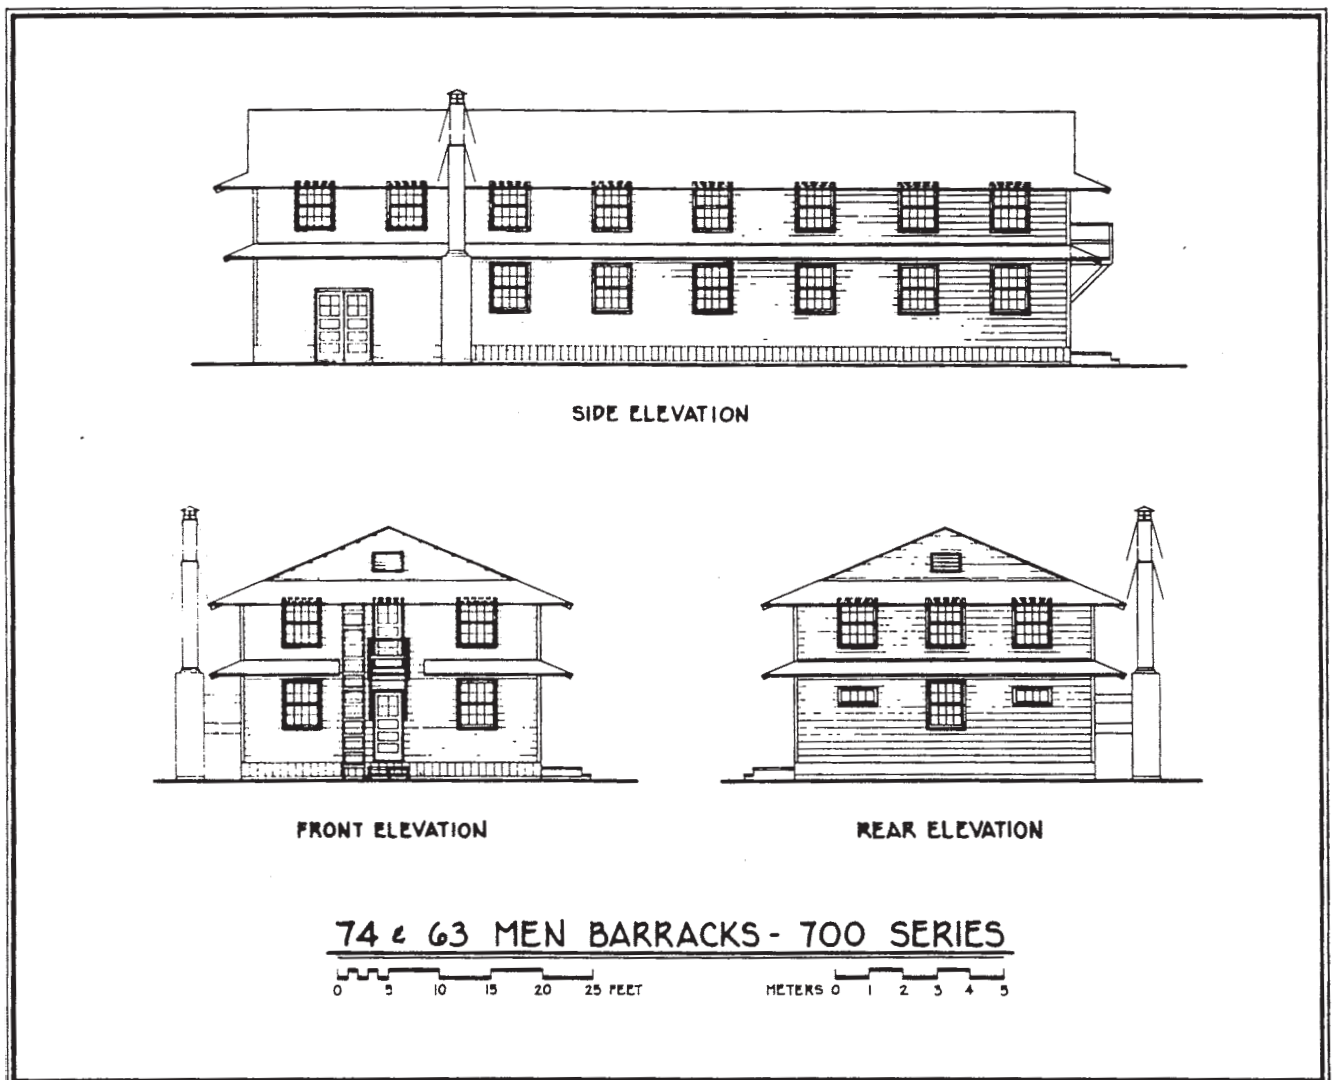 SIDE ELEVATION
FRONT ELEVATION
REAR ELEVATION
74 & 63 MEN BARRACKS - 700 SERIES
0 5 10 15 20 25 FEET
METERS 0 1 2 3 4 5